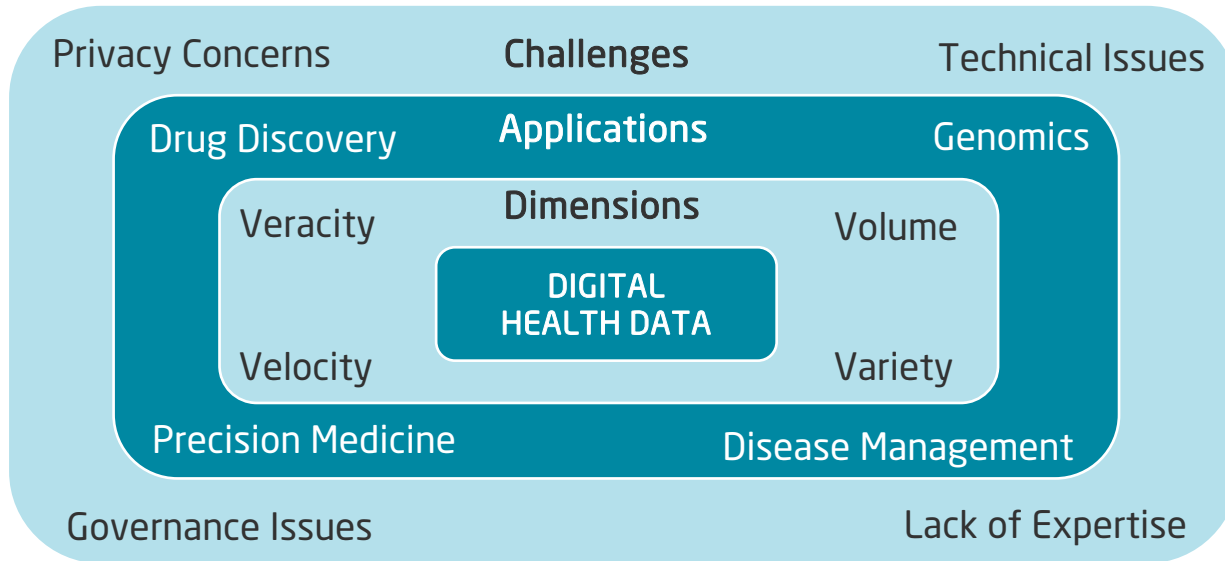 Privacy Concerns
Challenges
Technical Issues
Drug Discovery
Applications
Genomics
Dimensions
Veracity
Volume
DIGITAL
HEALTH DATA
Velocity
Variety
Precision Medicine
Disease Management
Governance Issues
Lack of Expertise